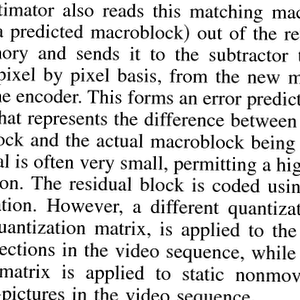 timator also reads this matching mac
a predicted macroblock) out of the re
nory and sends it to the subtractor t
pixel by pixel basis, from the new m
ne encoder. This forms an error predict
hat represents the difference between
ock and the actual macroblock being
al is often very small, permitting a hig
on. The residual block is coded usin
ation. However, a different quantizat
uantization matrix, is applied to the
ections in the video sequence, while
matrix is applied to static nonmov
-pictures in the video sequence